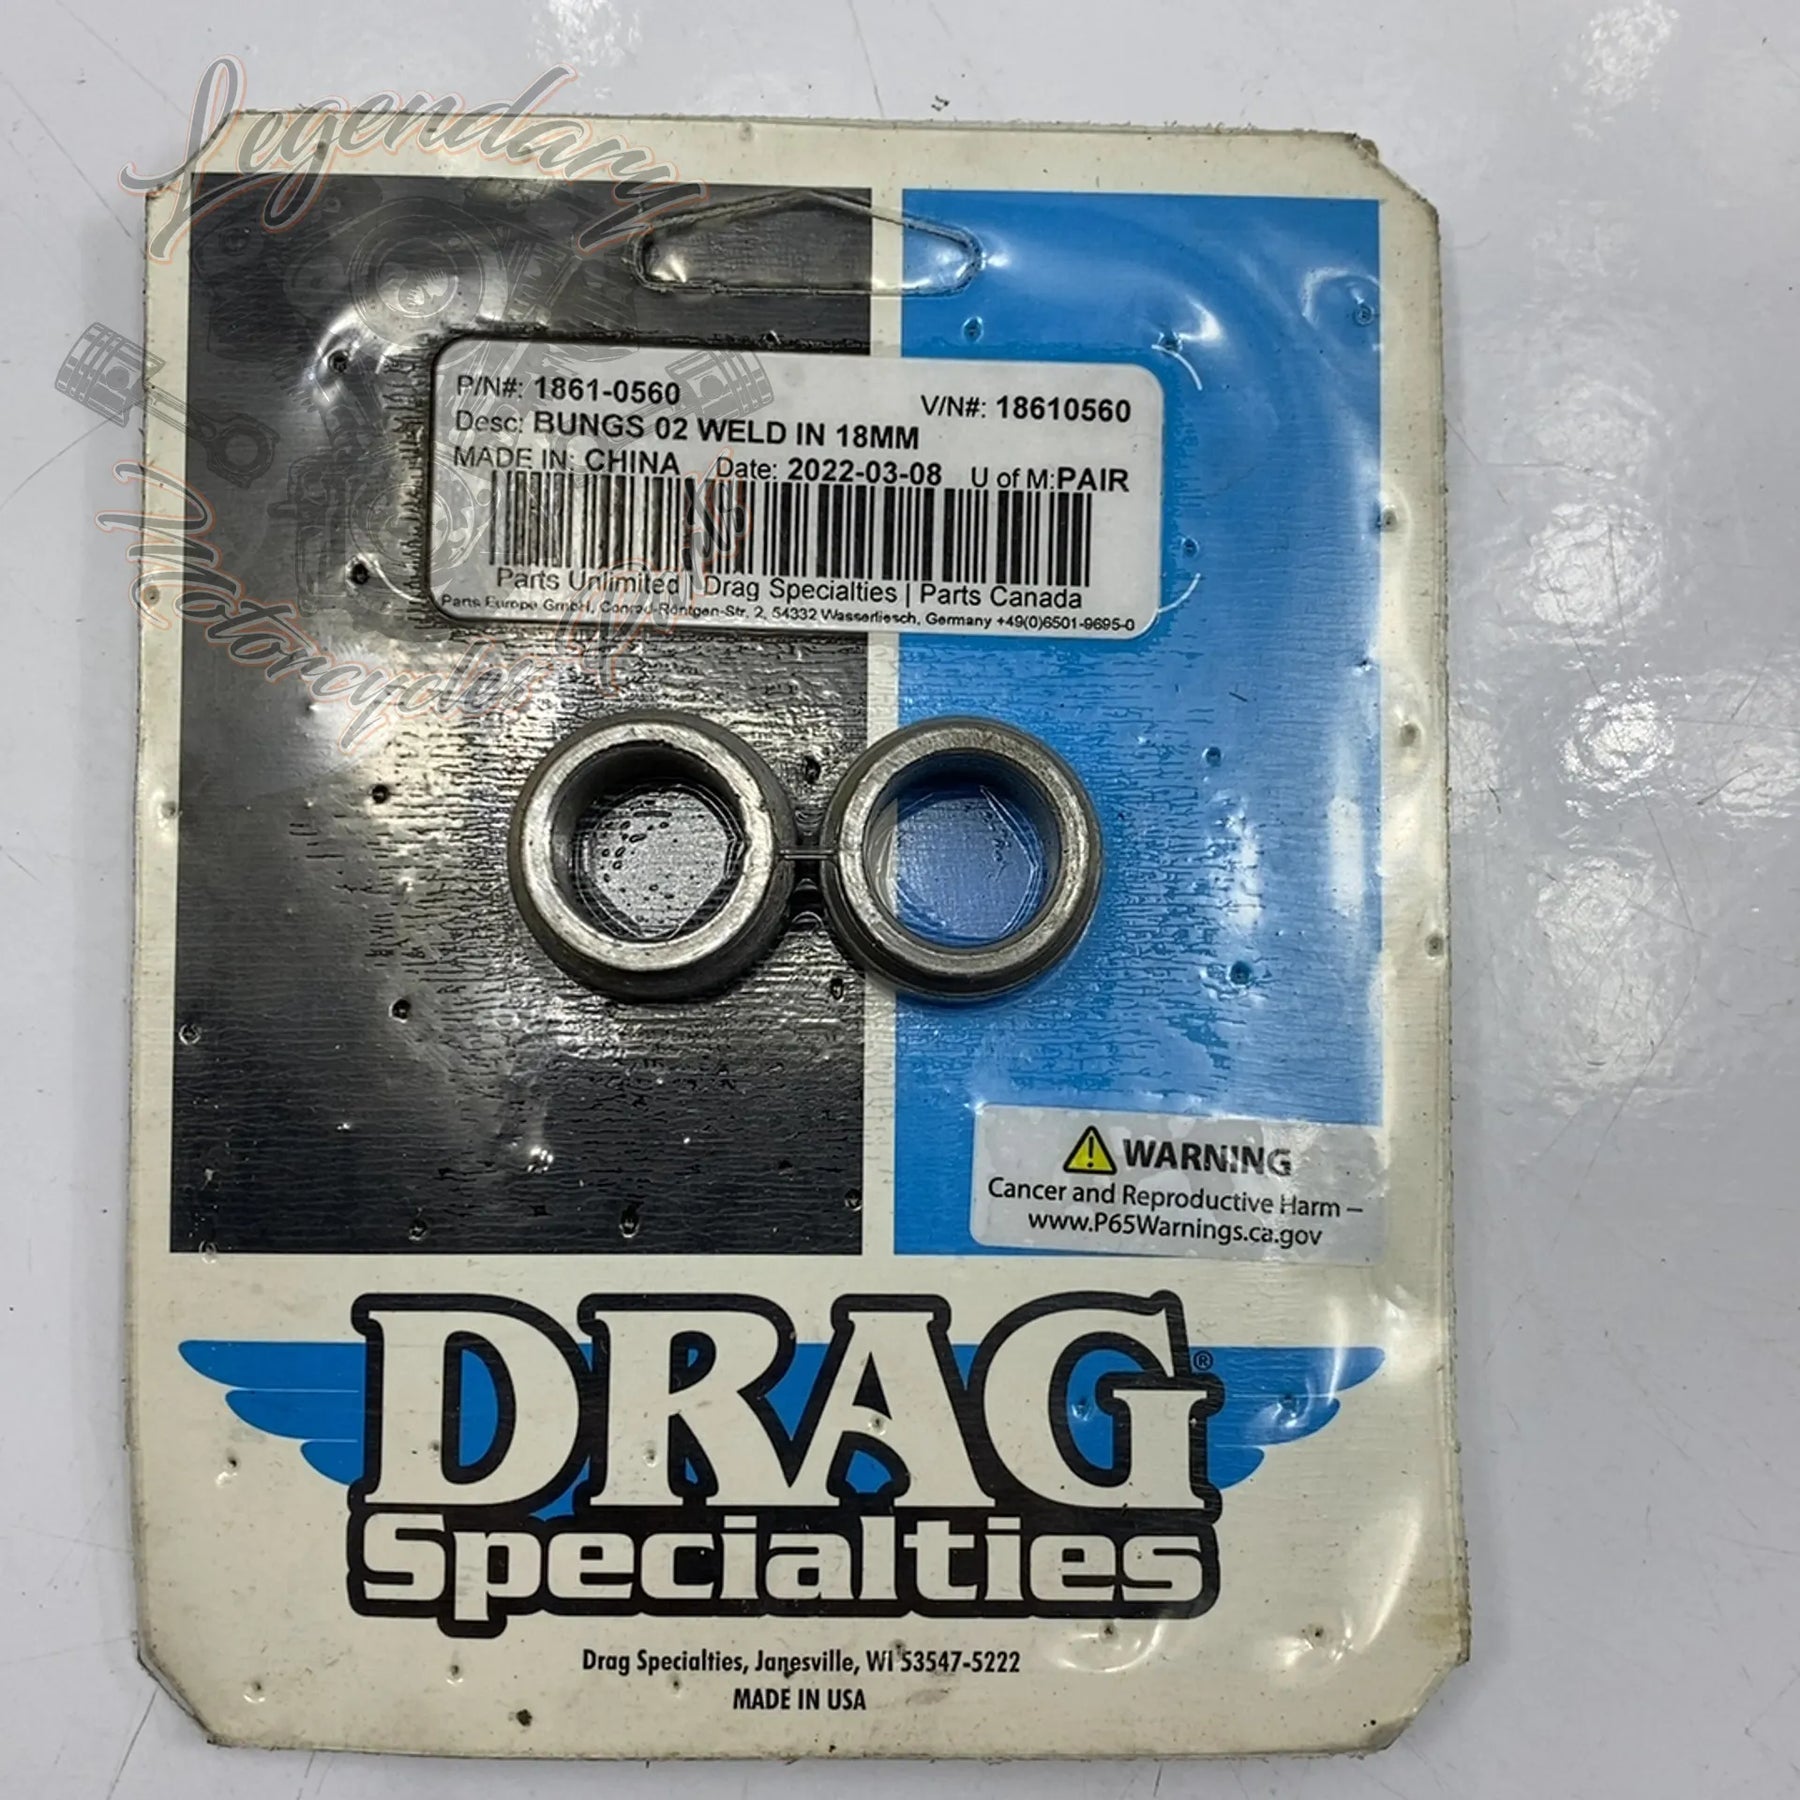 Legendary
P/N#: 1861-0560 V/N#: 18610560
Desc: BUNGS 02 WELD IN 18MM
MADE IN: CHINA Date: 2022-03-08 U of M:PAIR
Parts Unlimited | Drag Specialties | Parts Canada
Parts Europe GmbH, Conrad-Röntgen-Str. 2, 54332 Wasserliesch, Germany +49(0)6501-9695-0
Motorcycles Parts
WARNING
Cancer and Reproductive Harm –
www.P65Warnings.ca.gov
DRAG®
Specialties
Drag Specialties, Janesville, WI 53547-5222
MADE IN USA